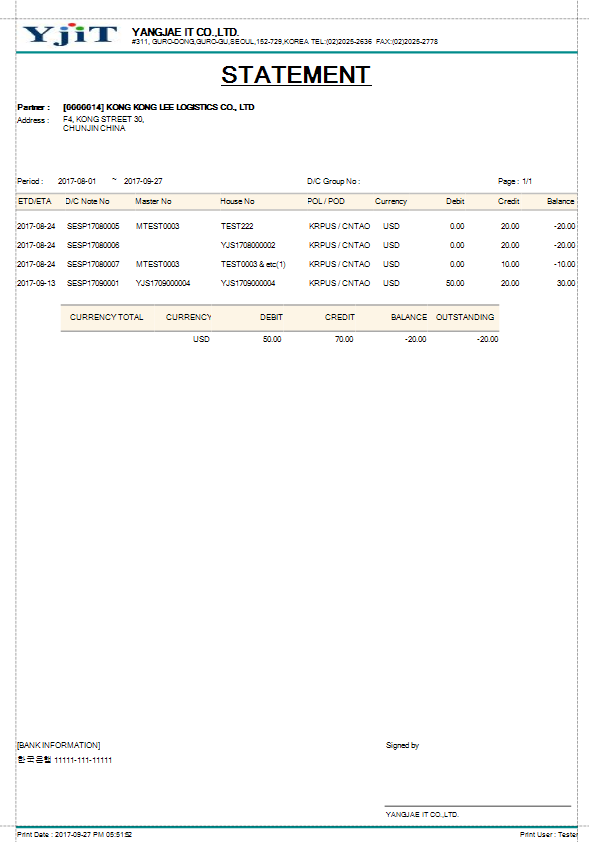 YJIT YANGJAE IT CO.,LTD.
#311, GURO-DONG,GURO-GU,SEOUL,152-729,KOREA TEL:(02)2025-2636 FAX:(02)2025-2778
STATEMENT
Partner : [0000014] KONG KONG LEE LOGISTICS CO., LTD
Address : F4, KONG STREET 30,
CHUNJIN CHINA
Period : 2017-08-01 ~ 2017-09-27 D/C Group No : Page : 1/1
ETD/ETA D/C Note No Master No House No POL / POD Currency Debit Credit Balance
2017-08-24 SESP17080005 MTEST0003 TEST222 KRPUS / CNTAO USD 0.00 20.00 -20.00
2017-08-24 SESP17080006 YJS1708000002 KRPUS / CNTAO USD 0.00 20.00 -20.00
2017-08-24 SESP17080007 MTEST0003 TEST0003 & etc(1) KRPUS / CNTAO USD 0.00 10.00 -10.00
2017-09-13 SESP17090001 YJS1709000004 YJS1709000004 KRPUS / CNTAO USD 50.00 20.00 30.00
CURRENCY TOTAL CURRENCY DEBIT CREDIT BALANCE OUTSTANDING
USD 50.00 70.00 -20.00 -20.00
[BANK INFORMATION] Signed by
한국은행 11111-111-11111
YANGJAE IT CO.,LTD.
Print Date : 2017-09-27 PM 05:51:52 Print User : Tester